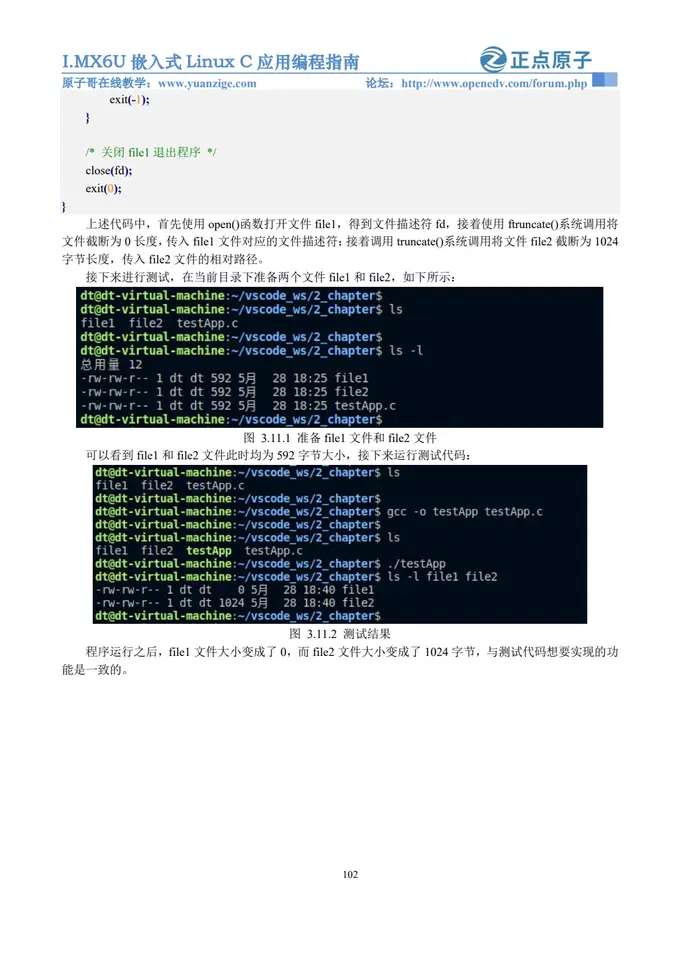 I.MX6U 嵌入式 Linux C 应用编程指南
正点原子
原子哥在线教学：www.yuanzige.com 论坛：http://www.openedv.com/forum.php
exit(-1);
}
/* 关闭 file1 退出程序 */
close(fd);
exit(0);
}
上述代码中，首先使用 open()函数打开文件 file1，得到文件描述符 fd，接着使用 ftruncate()系统调用将
文件截断为 0 长度，传入 file1 文件对应的文件描述符；接着调用 truncate()系统调用将文件 file2 截断为 1024
字节长度，传入 file2 文件的相对路径。
接下来进行测试，在当前目录下准备两个文件 file1 和 file2，如下所示：
dt@dt-virtual-machine:~/vscode_ws/2_chapter$
dt@dt-virtual-machine:~/vscode_ws/2_chapter$ ls
file1 file2 testApp.c
dt@dt-virtual-machine:~/vscode_ws/2_chapter$
dt@dt-virtual-machine:~/vscode_ws/2_chapter$ ls -l
总用量 12
-rw-rw-r-- 1 dt dt 592 5月 28 18:25 file1
-rw-rw-r-- 1 dt dt 592 5月 28 18:25 file2
-rw-rw-r-- 1 dt dt 592 5月 28 18:25 testApp.c
dt@dt-virtual-machine:~/vscode_ws/2_chapter$
图 3.11.1 准备 file1 文件和 file2 文件
可以看到 file1 和 file2 文件此时均为 592 字节大小，接下来运行测试代码：
dt@dt-virtual-machine:~/vscode_ws/2_chapter$ ls
file1 file2 testApp.c
dt@dt-virtual-machine:~/vscode_ws/2_chapter$
dt@dt-virtual-machine:~/vscode_ws/2_chapter$ gcc -o testApp testApp.c
dt@dt-virtual-machine:~/vscode_ws/2_chapter$
dt@dt-virtual-machine:~/vscode_ws/2_chapter$ ls
file1 file2 testApp testApp.c
dt@dt-virtual-machine:~/vscode_ws/2_chapter$ ./testApp
dt@dt-virtual-machine:~/vscode_ws/2_chapter$ ls -l file1 file2
-rw-rw-r-- 1 dt dt 0 5月 28 18:40 file1
-rw-rw-r-- 1 dt dt 1024 5月 28 18:40 file2
dt@dt-virtual-machine:~/vscode_ws/2_chapter$
图 3.11.2 测试结果
程序运行之后，file1 文件大小变成了 0，而 file2 文件大小变成了 1024 字节，与测试代码想要实现的功
能是一致的。
102